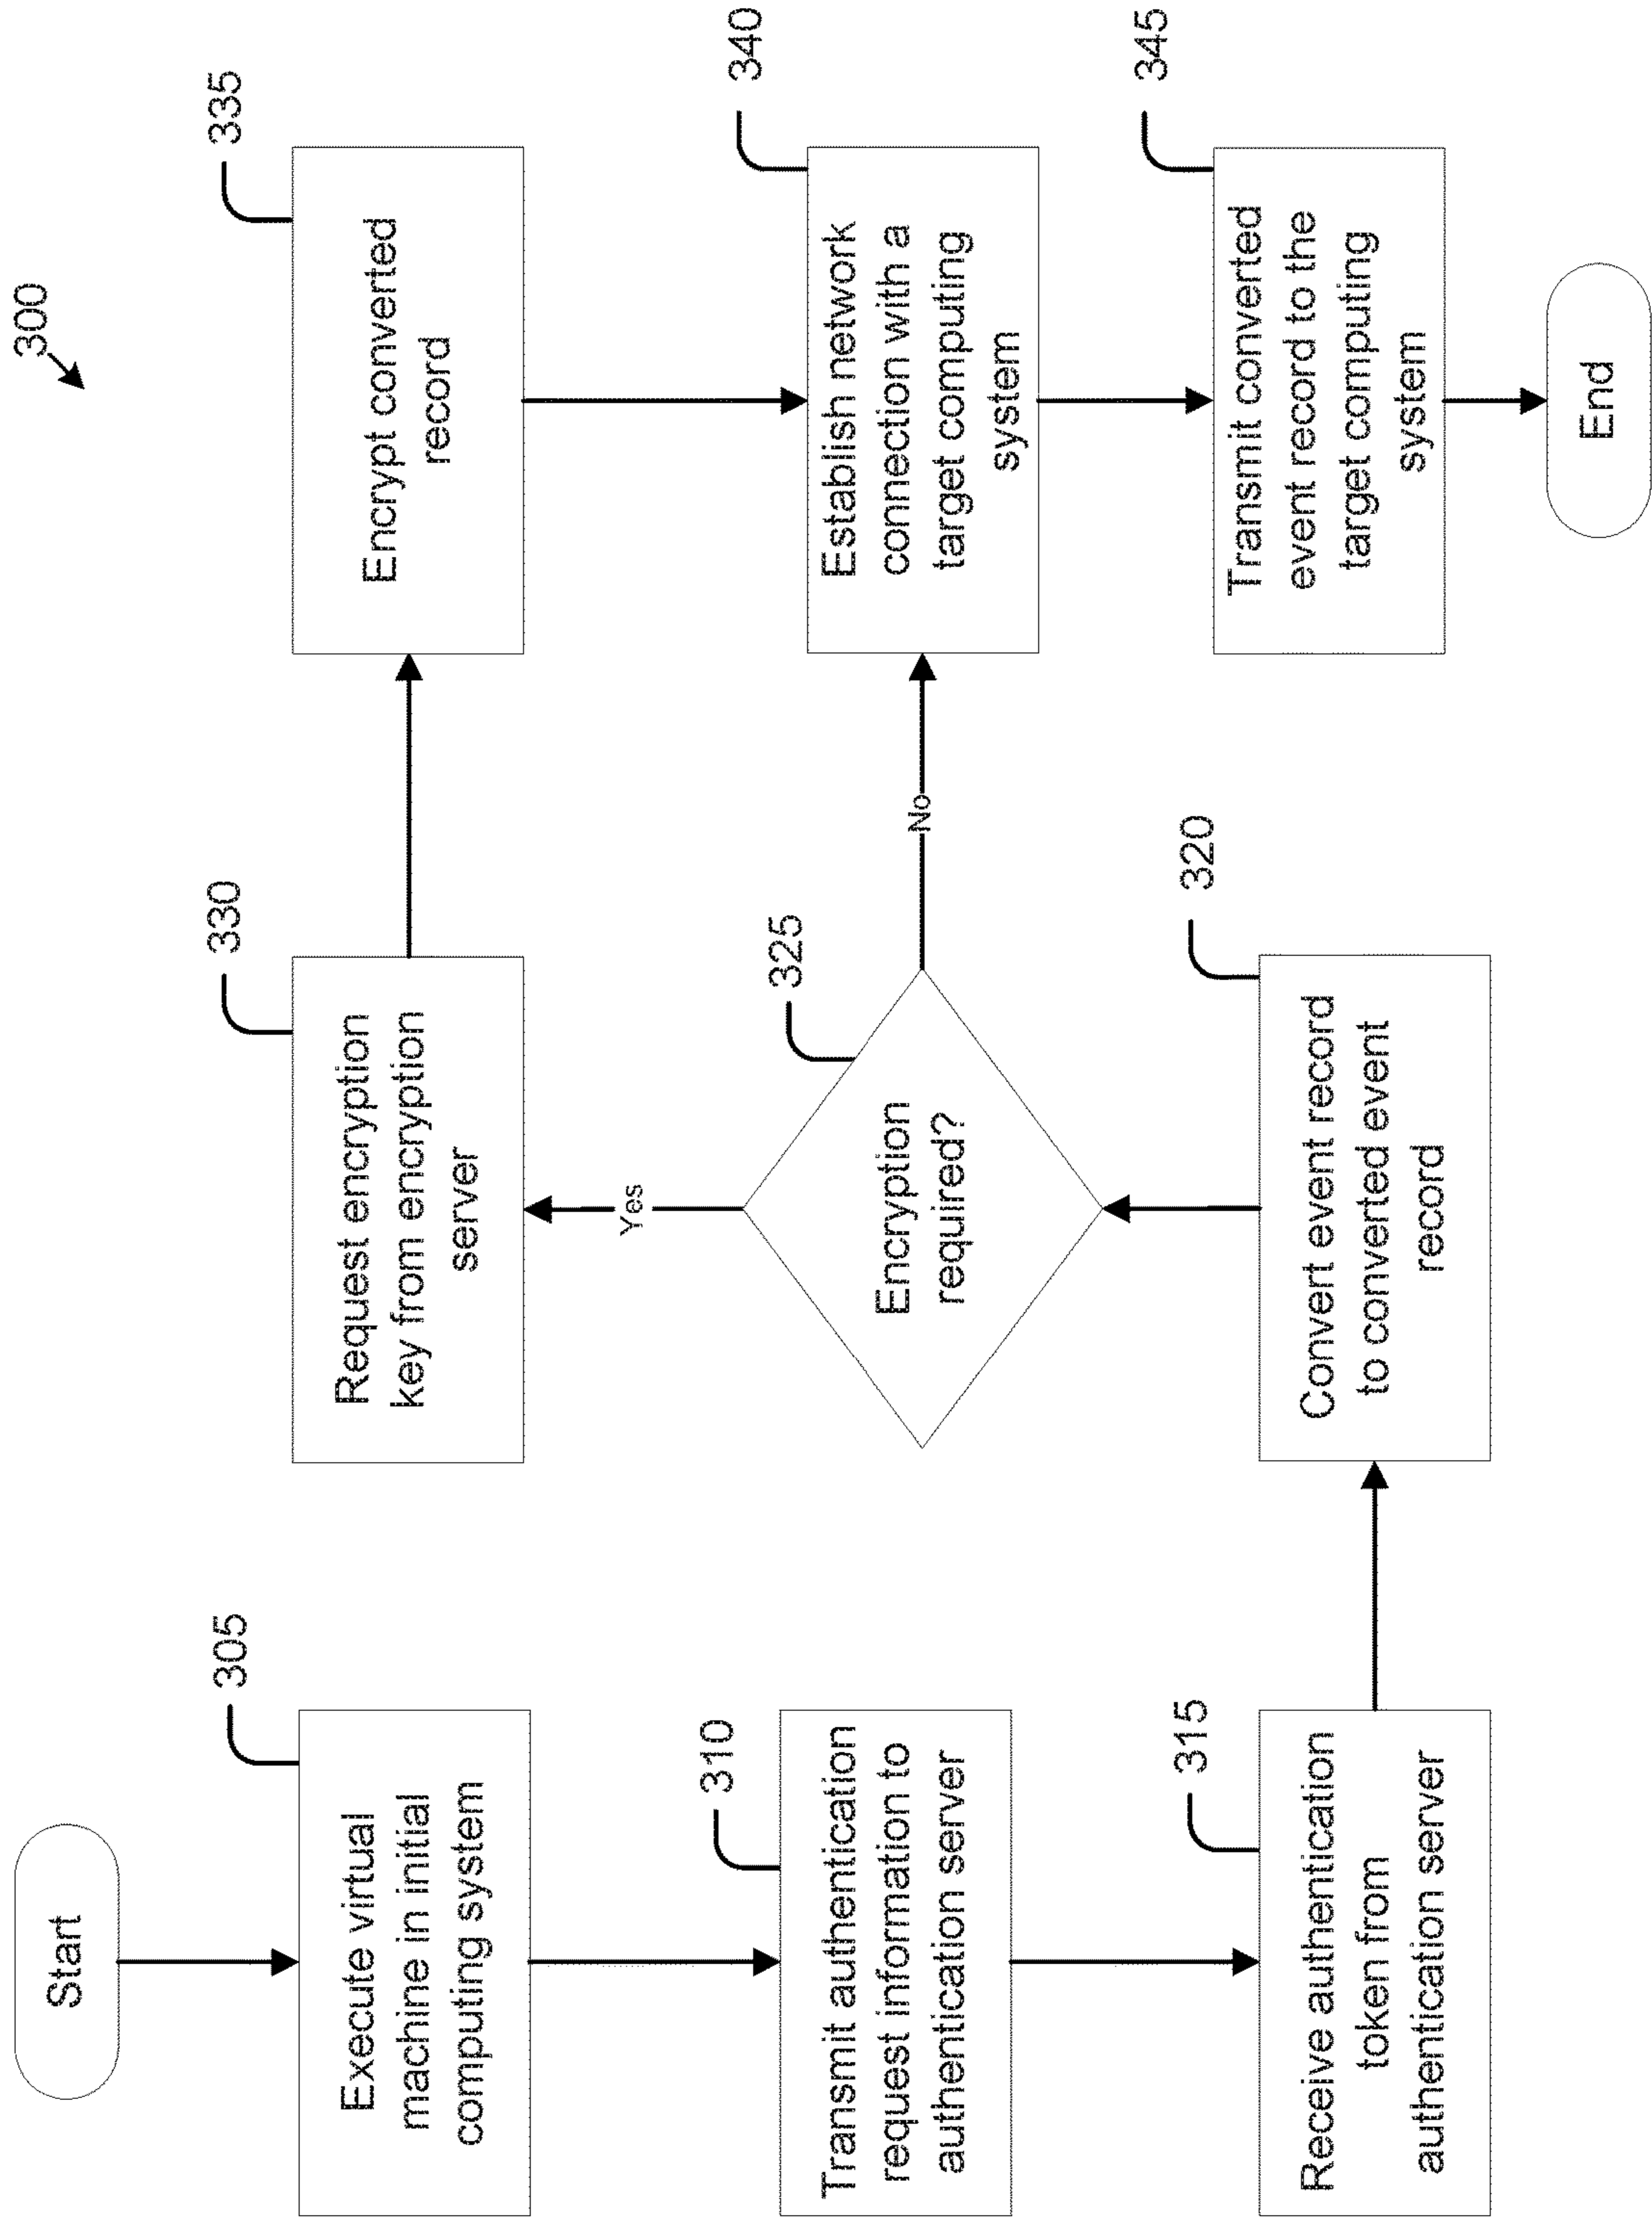 300
Start
305
Execute virtual
machine in initial
computing system
310
Transmit authentication
request information to
authentication server
315
Receive authentication
token from
authentication server
320
Convert event record
to converted event
record
325
Encryption
required?
Yes
No
330
Request encryption
key from encryption
server
335
Encrypt converted
record
340
Establish network
connection with a
target computing
system
345
Transmit converted
event record to the
target computing
system
End